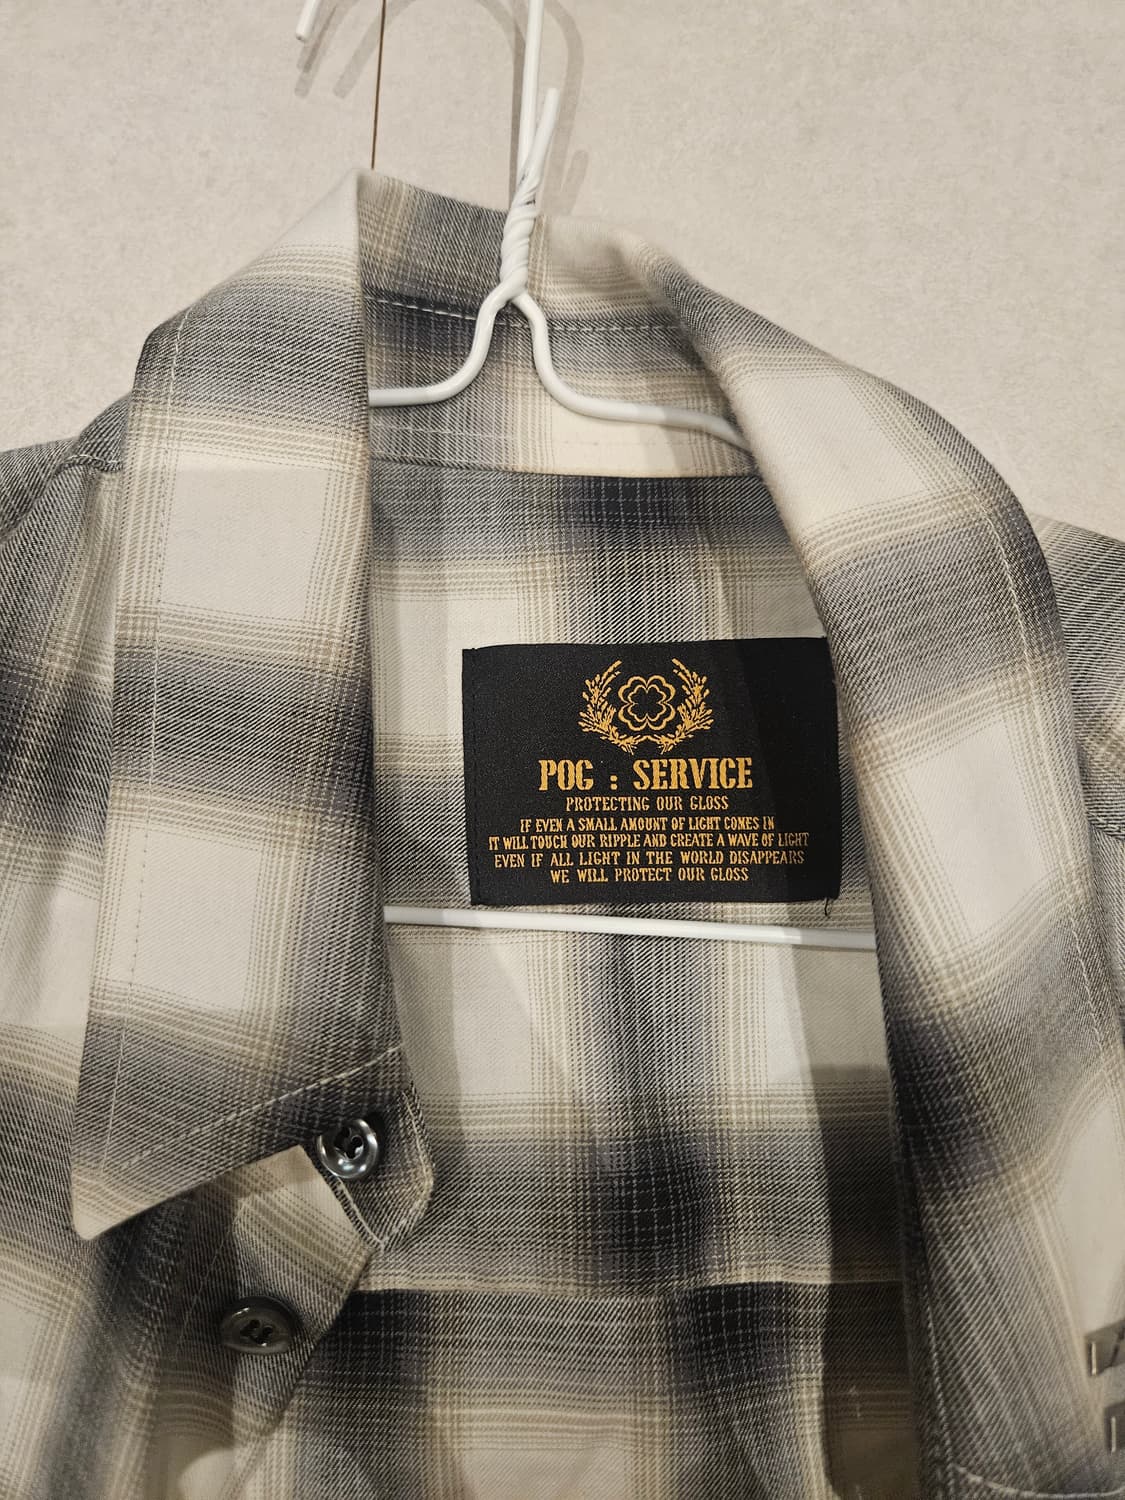 POG : SERVICE
PROTECTING OUR GLOSS
IF EVEN A SMALL AMOUNT OF LIGHT COMES IN
IT WILL TOUCH OUR RIPPLE AND CREATE A WAVE OF LIGHT
EVEN IF ALL LIGHT IN THE WORLD DISAPPEARS
WE WILL PROTECT OUR GLOSS